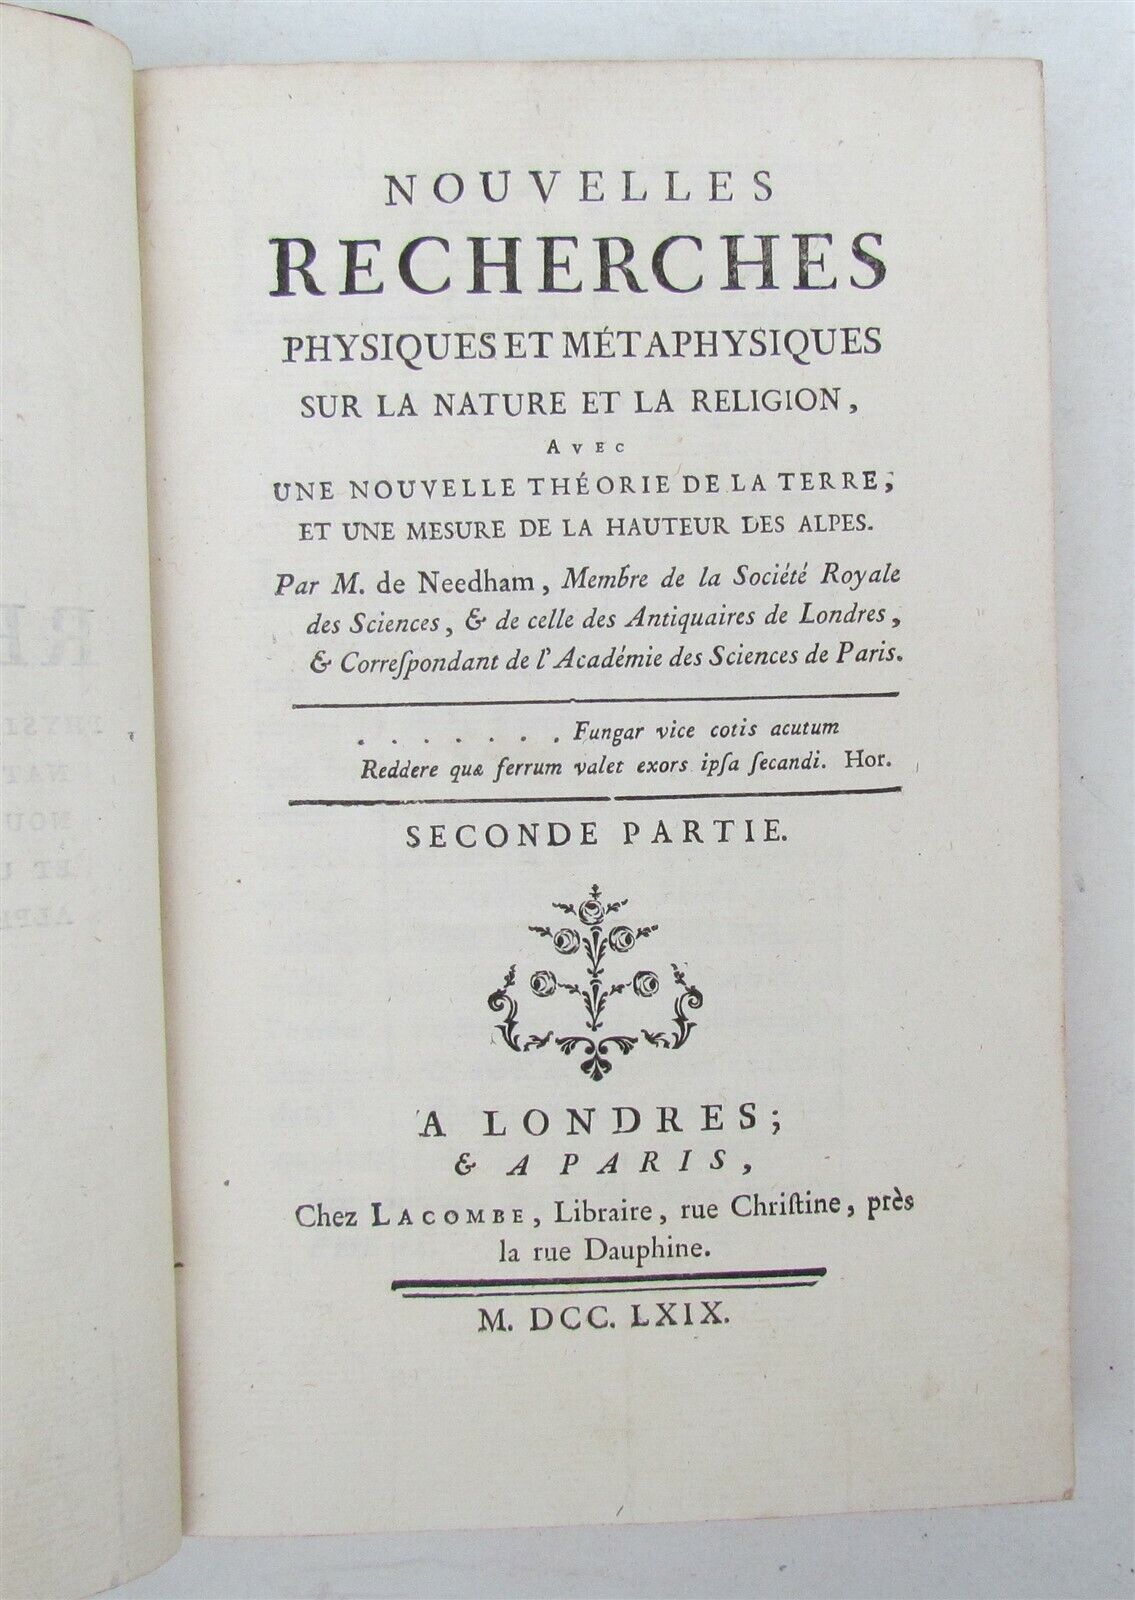 NOUVELLES
RECHERCHES
PHYSIQUES ET MÉTAPHYSIQUES
SUR LA NATURE ET LA RELIGION,
AVEC
UNE NOUVELLE THÉORIE DE LA TERRE;
ET UNE MESURE DE LA HAUTEUR DES ALPES.
Par M. de Needham, Membre de la Société Royale
des Sciences, & de celle des Antiquaires de Londres,
& Correſpondant de l'Académie des Sciences de Paris.
. . . . . . . Fungar vice cotis acutum
Reddere quæ ferrum valet exors ipſa ſecandi. Hor.
SECONDE PARTIE.
A LONDRES;
& A PARIS,
Chez LACOMBE, Libraire, rue Chriſtine, près
la rue Dauphine.
M. DCC. LXIX.